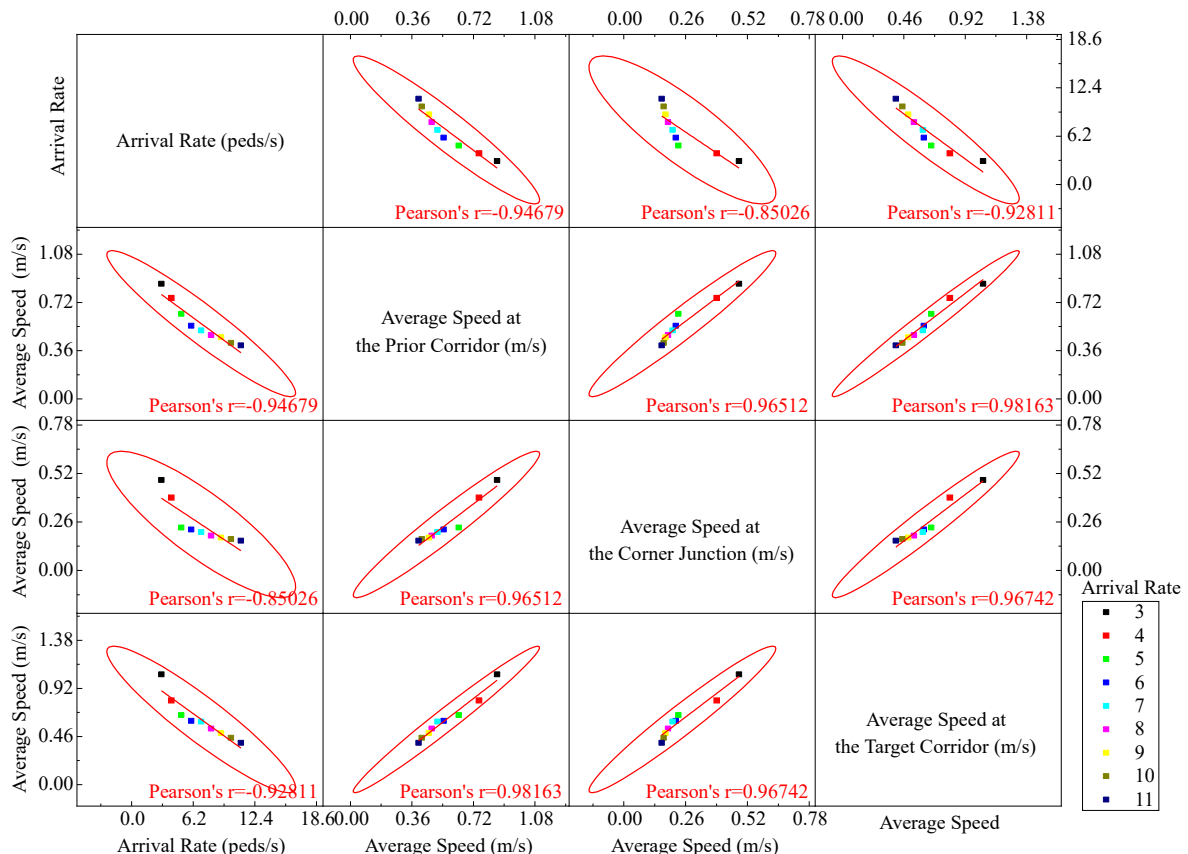 0.00 0.36 0.72 1.08 0.00 0.26 0.52 0.78 0.00 0.46 0.92 1.38
Arrival Rate
Arrival Rate (peds/s)
Pearson's r=-0.94679
Pearson's r=-0.85026
Pearson's r=-0.92811
18.6
12.4
6.2
0.0
Average Speed (m/s)
1.08
0.72
0.36
0.00
Pearson's r=-0.94679
Average Speed at
the Prior Corridor (m/s)
Pearson's r=0.96512
Pearson's r=0.98163
1.08
0.72
0.36
0.00
Average Speed (m/s)
0.78
0.52
0.26
0.00
Pearson's r=-0.85026
Pearson's r=0.96512
Average Speed at
the Corner Junction (m/s)
Pearson's r=0.96742
0.78
0.52
0.26
0.00
Average Speed (m/s)
1.38
0.92
0.46
0.00
Pearson's r=-0.92811
Pearson's r=0.98163
Pearson's r=0.96742
Average Speed at
the Target Corridor (m/s)
0.0 6.2 12.4 18.6 0.00 0.36 0.72 1.08 0.00 0.26 0.52 0.78
Arrival Rate (peds/s)
Average Speed (m/s)
Average Speed (m/s)
Average Speed
Arrival Rate
3
4
5
6
7
8
9
10
11